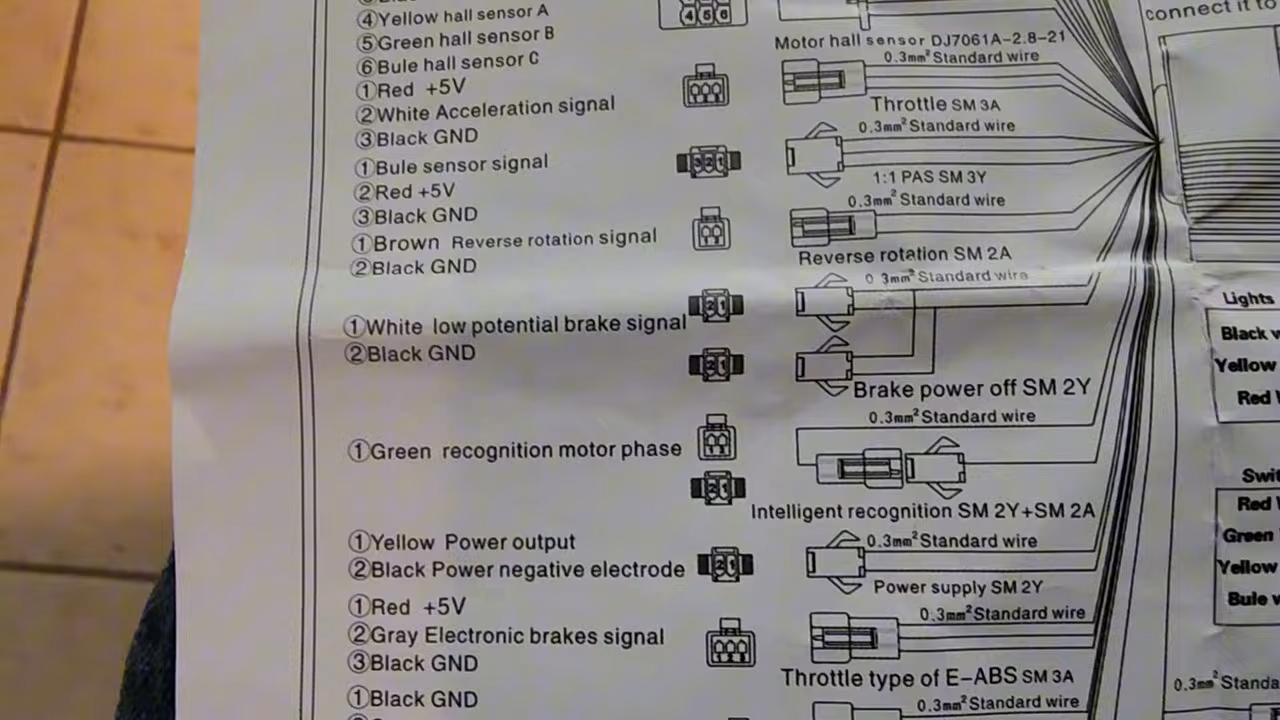 ④Yellow hall sensor A
⑤Green hall sensor B
⑥Bule hall sensor C
④⑤⑥
Motor hall sensor DJ7061A-2.8-21
0.3mm² Standard wire
①Red +5V
②White Acceleration signal
③Black GND
Throttle SM 3A
0.3mm² Standard wire
①Bule sensor signal
②Red +5V
③Black GND
321
1:1 PAS SM 3Y
0.3mm² Standard wire
①Brown Reverse rotation signal
②Black GND
Reverse rotation SM 2A
0 3mm² Standard wire
①White low potential brake signal
②Black GND
21
21
Brake power off SM 2Y
0.3mm² Standard wire
①Green recognition motor phase
21
Intelligent recognition SM 2Y+SM 2A
①Yellow Power output
②Black Power negative electrode
21
0.3mm² Standard wire
Power supply SM 2Y
①Red +5V
②Gray Electronic brakes signal
③Black GND
0.3mm² Standard wire
Throttle type of E-ABS SM 3A
①Black GND
0.3mm² Standard wire
connect it to
Lights
Black
Yellow
Red
Swi
Red
Green
Yellow
Bule
0.3mm² Standa